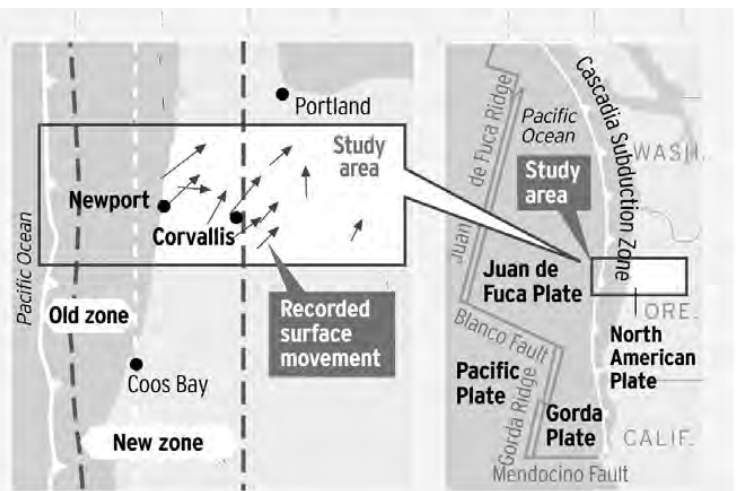 Portland
Study
area
Newport
Corvallis
Pacific Ocean
Old zone
Recorded
surface
movement
Coos Bay
New zone
Cascadia Subduction Zone
Juan de Fuca Ridge
Pacific
Ocean
WASH.
Study
area
Juan de
Fuca Plate
ORE.
North
American
Plate
Blanco Fault
Pacific
Plate
Gorda Ridge
Gorda
Plate
CALIF.
Mendocino Fault